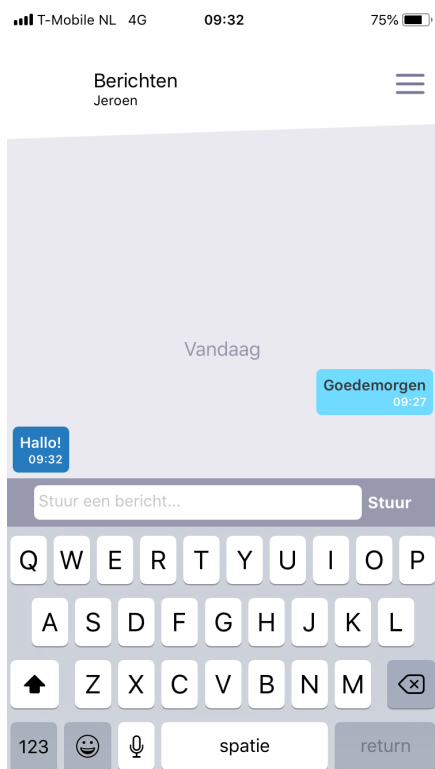 T-Mobile NL 4G 09:32 75%
Berichten
Jeroen
Vandaag
Goedemorgen
09:27
Hallo!
09:32
Stuur een bericht... Stuur
Q W E R T Y U I O P
A S D F G H J K L
Z X C V B N M
123 spatie return